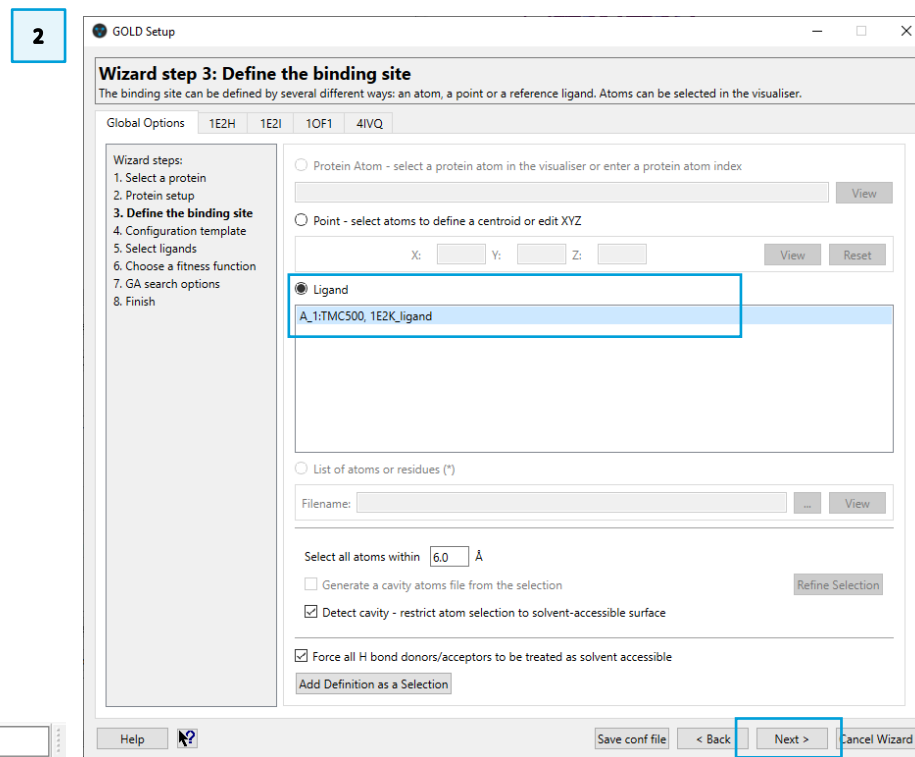 2
GOLD Setup
Wizard step 3: Define the binding site
The binding site can be defined by several different ways: an atom, a point or a reference ligand. Atoms can be selected in the visualiser.
Global Options 1E2H 1E2I 1OF1 4IVQ
Wizard steps:
1. Select a protein
2. Protein setup
3. Define the binding site
4. Configuration template
5. Select ligands
6. Choose a fitness function
7. GA search options
8. Finish
Protein Atom - select a protein atom in the visualiser or enter a protein atom index
View
Point - select atoms to define a centroid or edit XYZ
X: Y: Z: View Reset
Ligand
A_1:TMC500, 1E2K_ligand
List of atoms or residues (*)
Filename: ... View
Select all atoms within 6.0 Å
Generate a cavity atoms file from the selection Refine Selection
Detect cavity - restrict atom selection to solvent-accessible surface
Force all H bond donors/acceptors to be treated as solvent accessible
Add Definition as a Selection
Help ? Save conf file < Back Next > Cancel Wizard